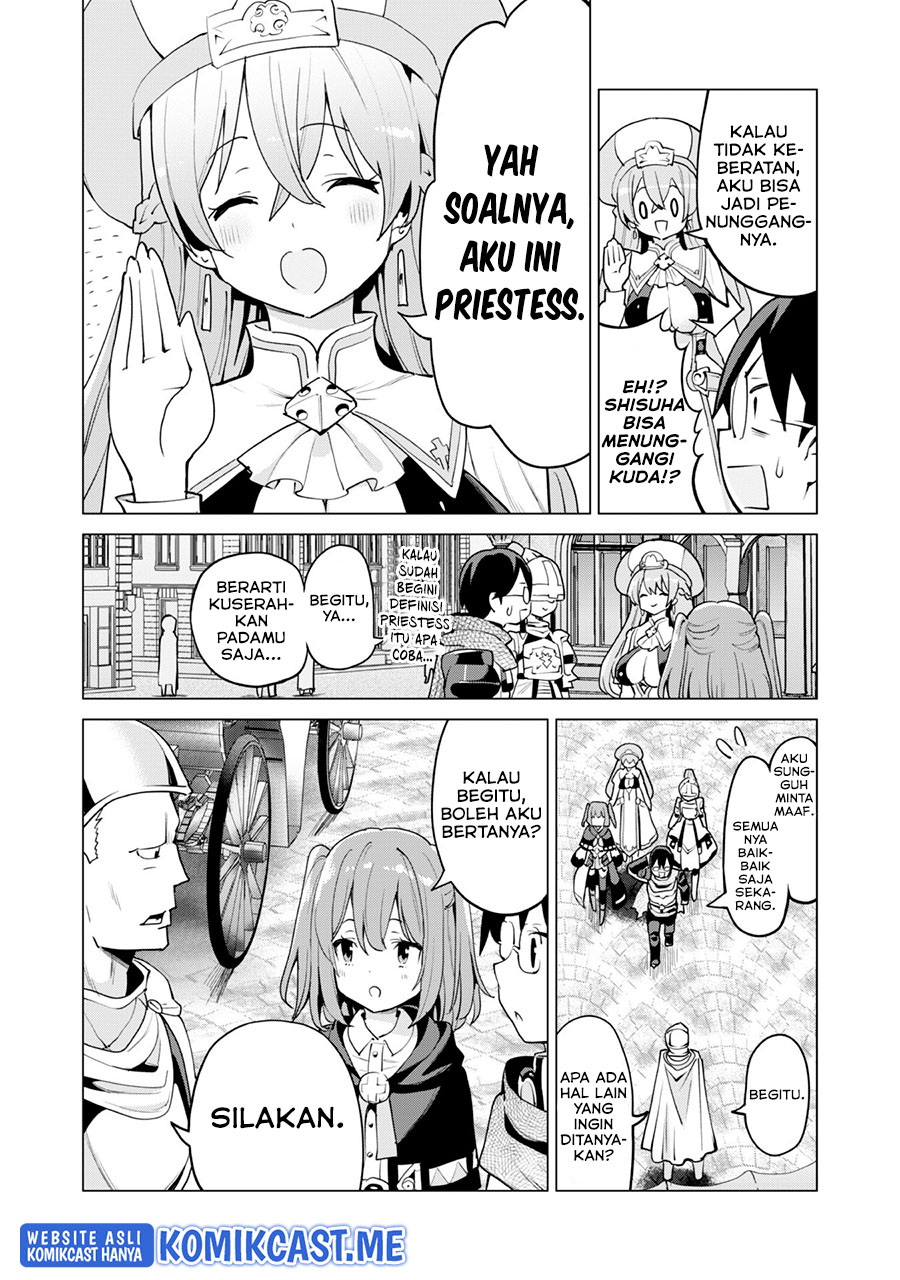 KALAU
TIDAK KE-
BERATAN,
AKU BISA
JADI PE-
NUNGGANG-
NYA.
EH!?
SHISUHA
BISA
MENUNG-
GANGI
KUDA!?
YAH
SOALNYA,
AKU INI
PRIESTESS.
KALAU
SUDAH
BEGINI
DEFINISI
PRIESTESS
ITU APA
COBA...
BEGITU,
YA...
BERARTI
KUSERAH-
KAN
PADAMU
SAJA...
AKU
SUNG-
GUH
MINTA
MAAF.
SEMUA
NYA
BAIK-
BAIK
SAJA
SEKA-
RANG.
BEGITU.
APA ADA
HAL LAIN
YANG
INGIN
DITANYA-
KAN?
KALAU
BEGITU,
BOLEH AKU
BERTANYA?
SILAKAN.
WEBSITE ASLI
KOMIKCAST HANYA
KOMIKCAST.ME